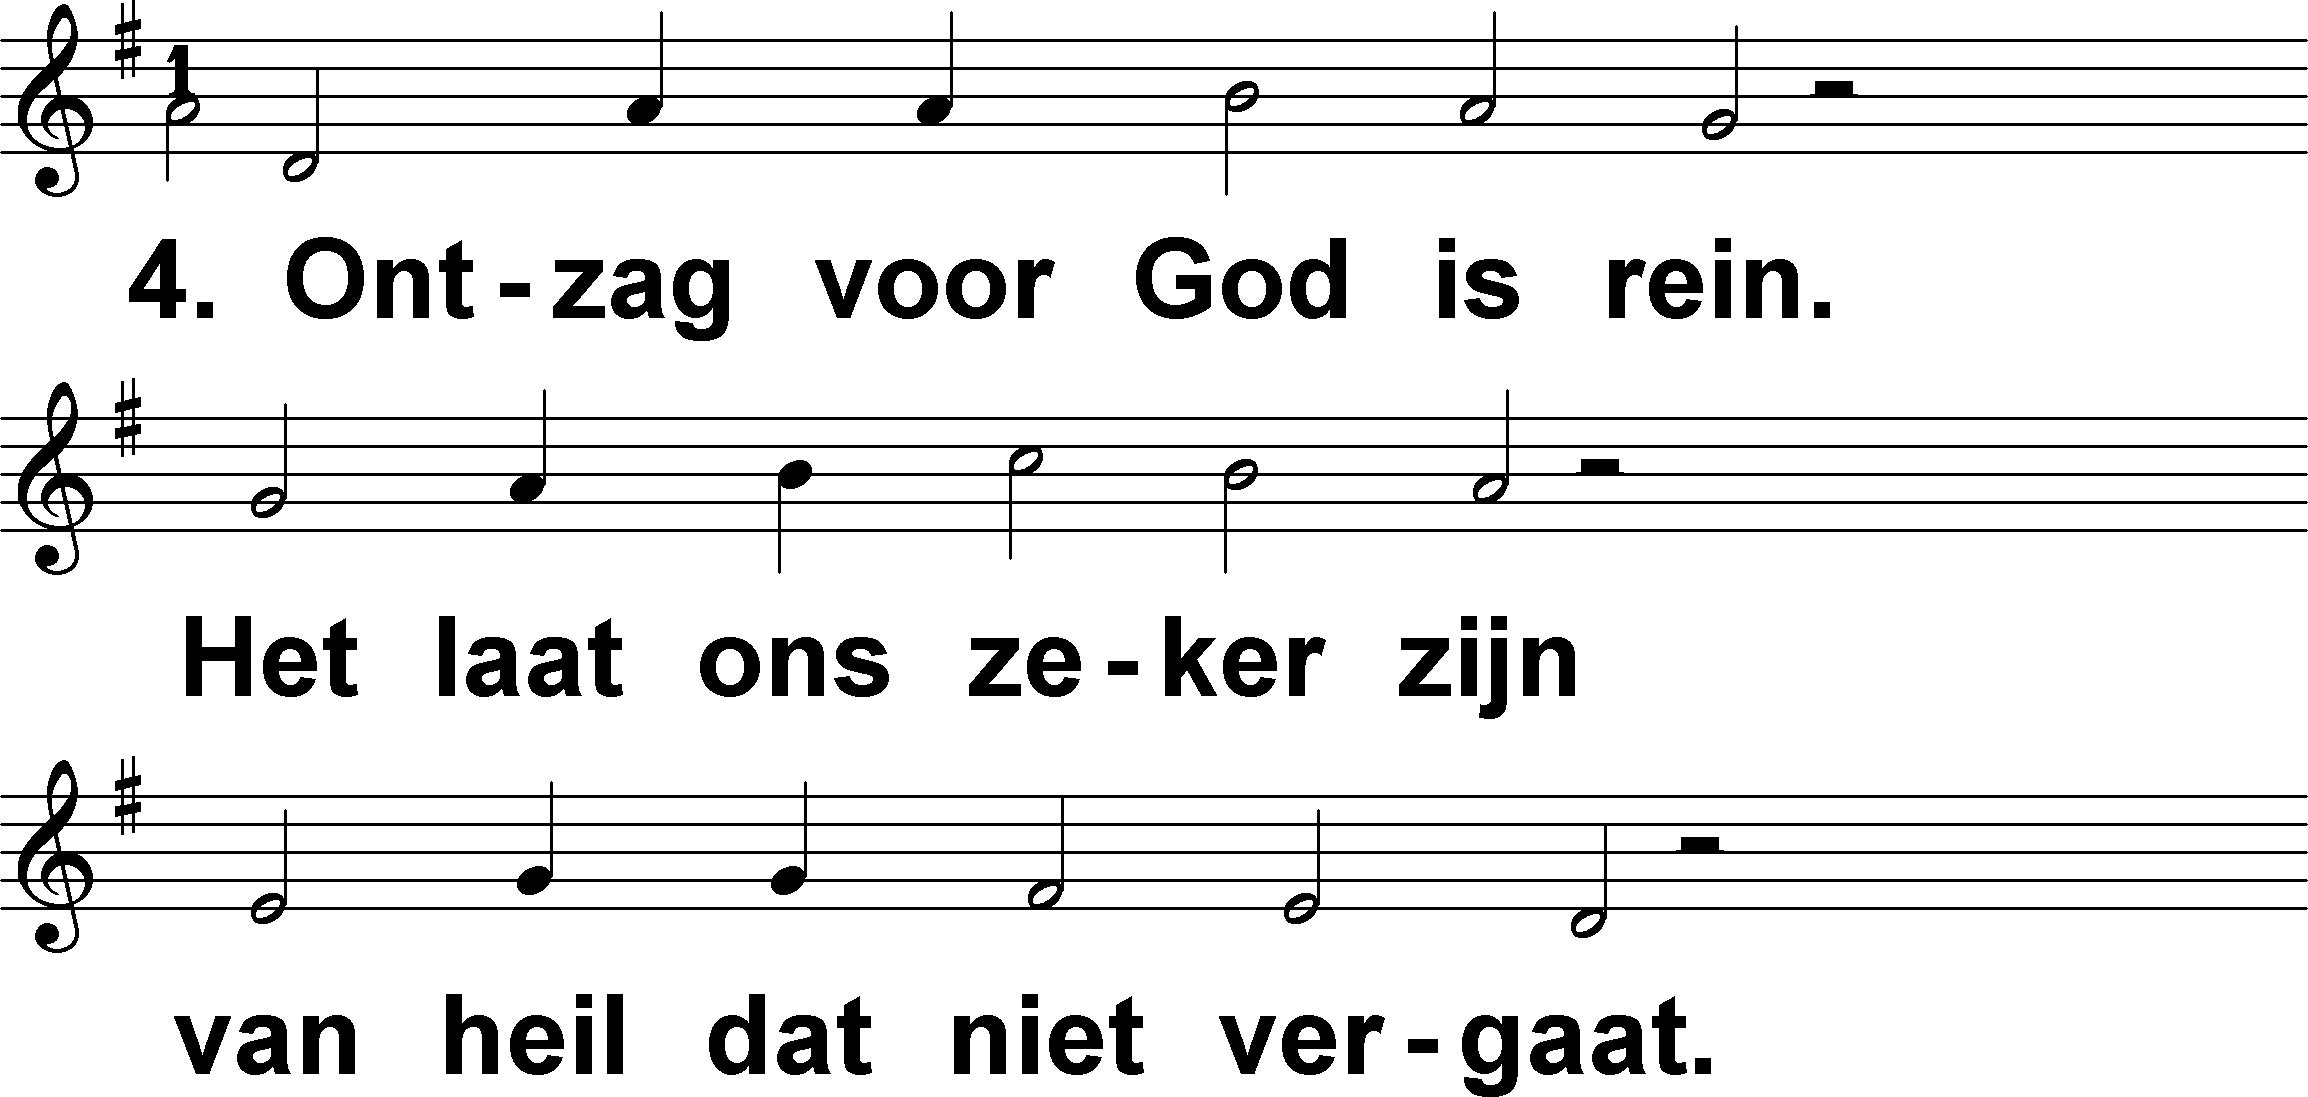 4. Ont-zag voor God is rein.
Het laat ons ze-ker zijn
van heil dat niet ver-gaat.